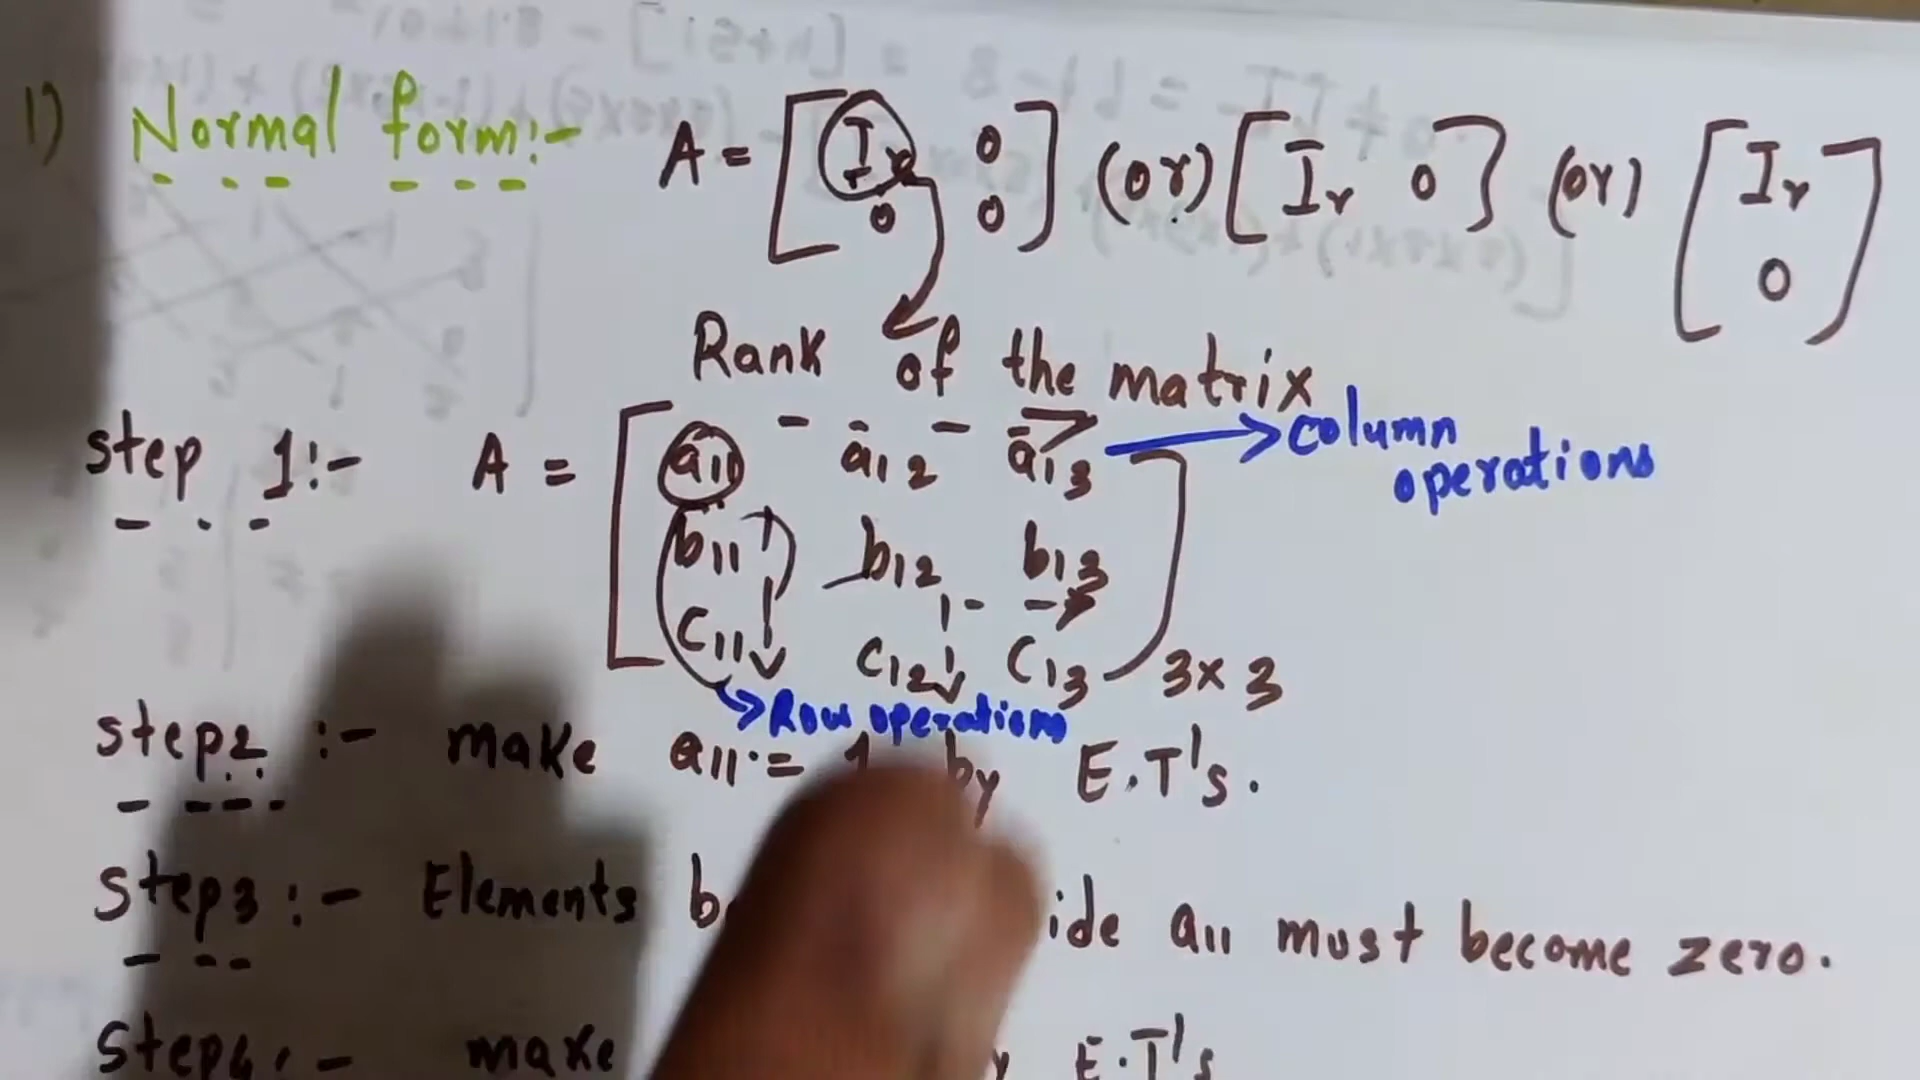 1) Normal form:- A = [ Ir 0 0 0 ] (or) [ Ir 0 ] (or) [ Ir 0 ]
Rank of the matrix
step 1:- A = [ a11 a12 a13
→ column operations
b11 b12 b13
c11 c12 c13 ] 3x3
→ Row operations
step2 :- make a11 = 1 by E.T's.
step3 :- Elements ide a11 must become zero.
Step4 :- make E.T's